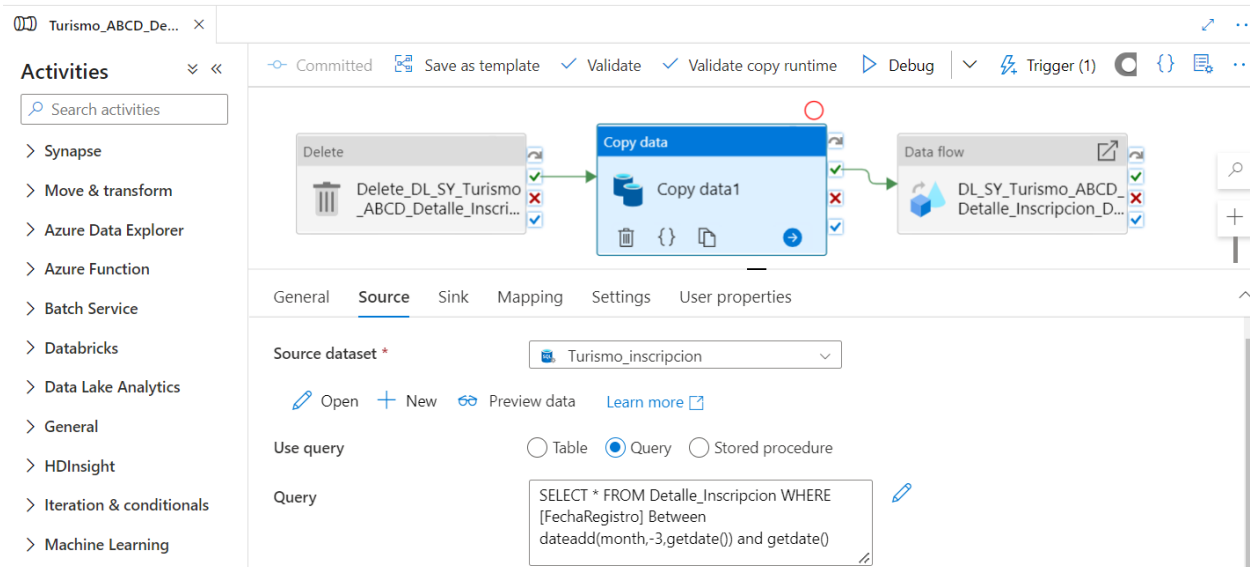 Turismo_ABCD_De...
Activities
Search activities
Synapse
Move & transform
Azure Data Explorer
Azure Function
Batch Service
Databricks
Data Lake Analytics
General
HDInsight
Iteration & conditionals
Machine Learning
Committed Save as template Validate Validate copy runtime Debug Trigger (1)
Delete
Delete_DL_SY_Turismo
_ABCD_Detalle_Inscri...
Copy data
Copy data1
Data flow
DL_SY_Turismo_ABCD_
Detalle_Inscripcion_D...
General Source Sink Mapping Settings User properties
Source dataset *
Turismo_inscripcion
Open New Preview data Learn more
Use query Table Query Stored procedure
Query
SELECT * FROM Detalle_Inscripcion WHERE
[FechaRegistro] Between
dateadd(month,-3,getdate()) and getdate()